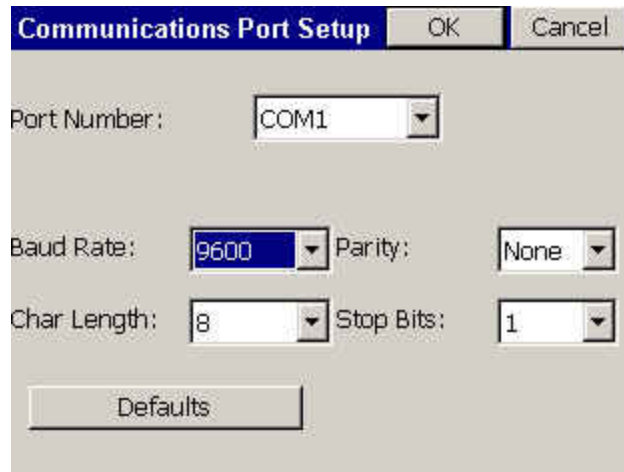 Communications Port Setup OK Cancel
Port Number: COM1
Baud Rate: 9600 Parity: None
Char Length: 8 Stop Bits: 1
Defaults